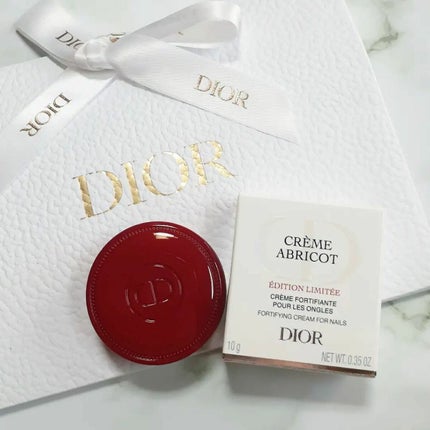 DIOR
DIOR
DIOR
DIOR
CRÈME
ABRICOT
ÉDITION LIMITÉE
CRÈME FORTIFIANTE
POUR LES ONGLES
FORTIFYING CREAM FOR NAILS
DIOR
10 g NET WT. 0.35 OZ